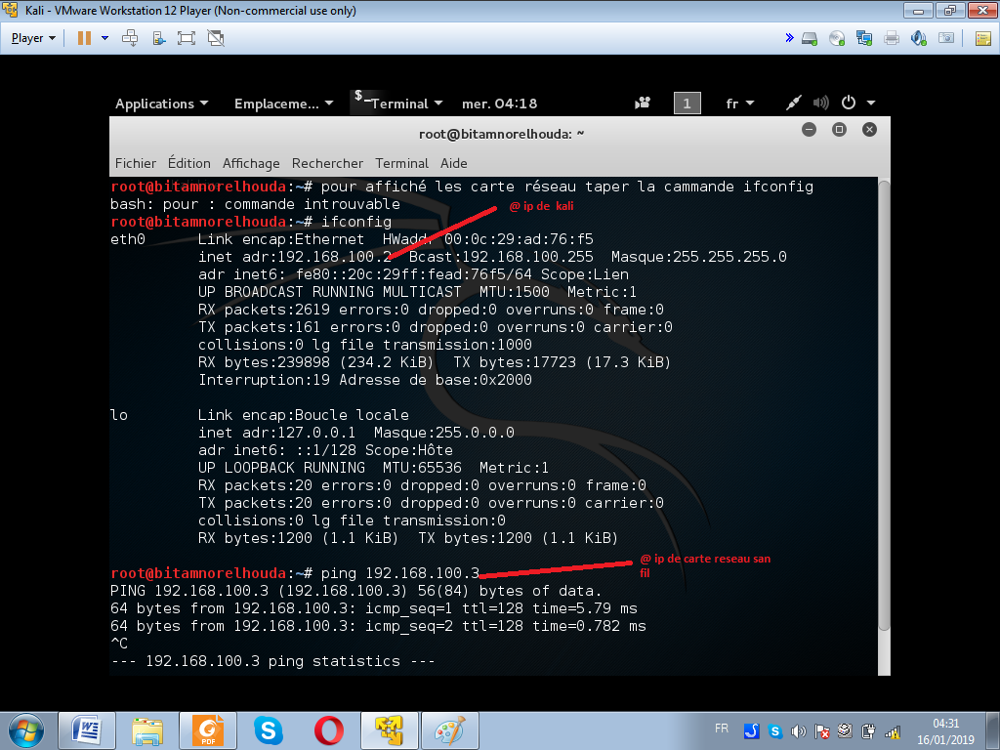 Kali - VMware Workstation 12 Player (Non-commercial use only)
Player
Applications Emplaceme... $_ Terminal mer. 04:18 1 fr
root@bitamnorelhouda: ~
Fichier Édition Affichage Rechercher Terminal Aide
root@bitamnorelhouda:~# pour affiché les carte réseau taper la cammande ifconfig
bash: pour : commande introuvable
@ ip de kali
root@bitamnorelhouda:~# ifconfig
eth0 Link encap:Ethernet HWaddr 00:0c:29:ad:76:f5
inet adr:192.168.100.2 Bcast:192.168.100.255 Masque:255.255.255.0
adr inet6: fe80::20c:29ff:fead:76f5/64 Scope:Lien
UP BROADCAST RUNNING MULTICAST MTU:1500 Metric:1
RX packets:2619 errors:0 dropped:0 overruns:0 frame:0
TX packets:161 errors:0 dropped:0 overruns:0 carrier:0
collisions:0 lg file transmission:1000
RX bytes:239898 (234.2 KiB) TX bytes:17723 (17.3 KiB)
Interruption:19 Adresse de base:0x2000
lo Link encap:Boucle locale
inet adr:127.0.0.1 Masque:255.0.0.0
adr inet6: ::1/128 Scope:Hôte
UP LOOPBACK RUNNING MTU:65536 Metric:1
RX packets:20 errors:0 dropped:0 overruns:0 frame:0
TX packets:20 errors:0 dropped:0 overruns:0 carrier:0
collisions:0 lg file transmission:0
RX bytes:1200 (1.1 KiB) TX bytes:1200 (1.1 KiB)
@ ip de carte reseau san
fil
root@bitamnorelhouda:~# ping 192.168.100.3
PING 192.168.100.3 (192.168.100.3) 56(84) bytes of data.
64 bytes from 192.168.100.3: icmp_seq=1 ttl=128 time=5.79 ms
64 bytes from 192.168.100.3: icmp_seq=2 ttl=128 time=0.782 ms
^C
--- 192.168.100.3 ping statistics ---
PDF
FR
04:31
16/01/2019